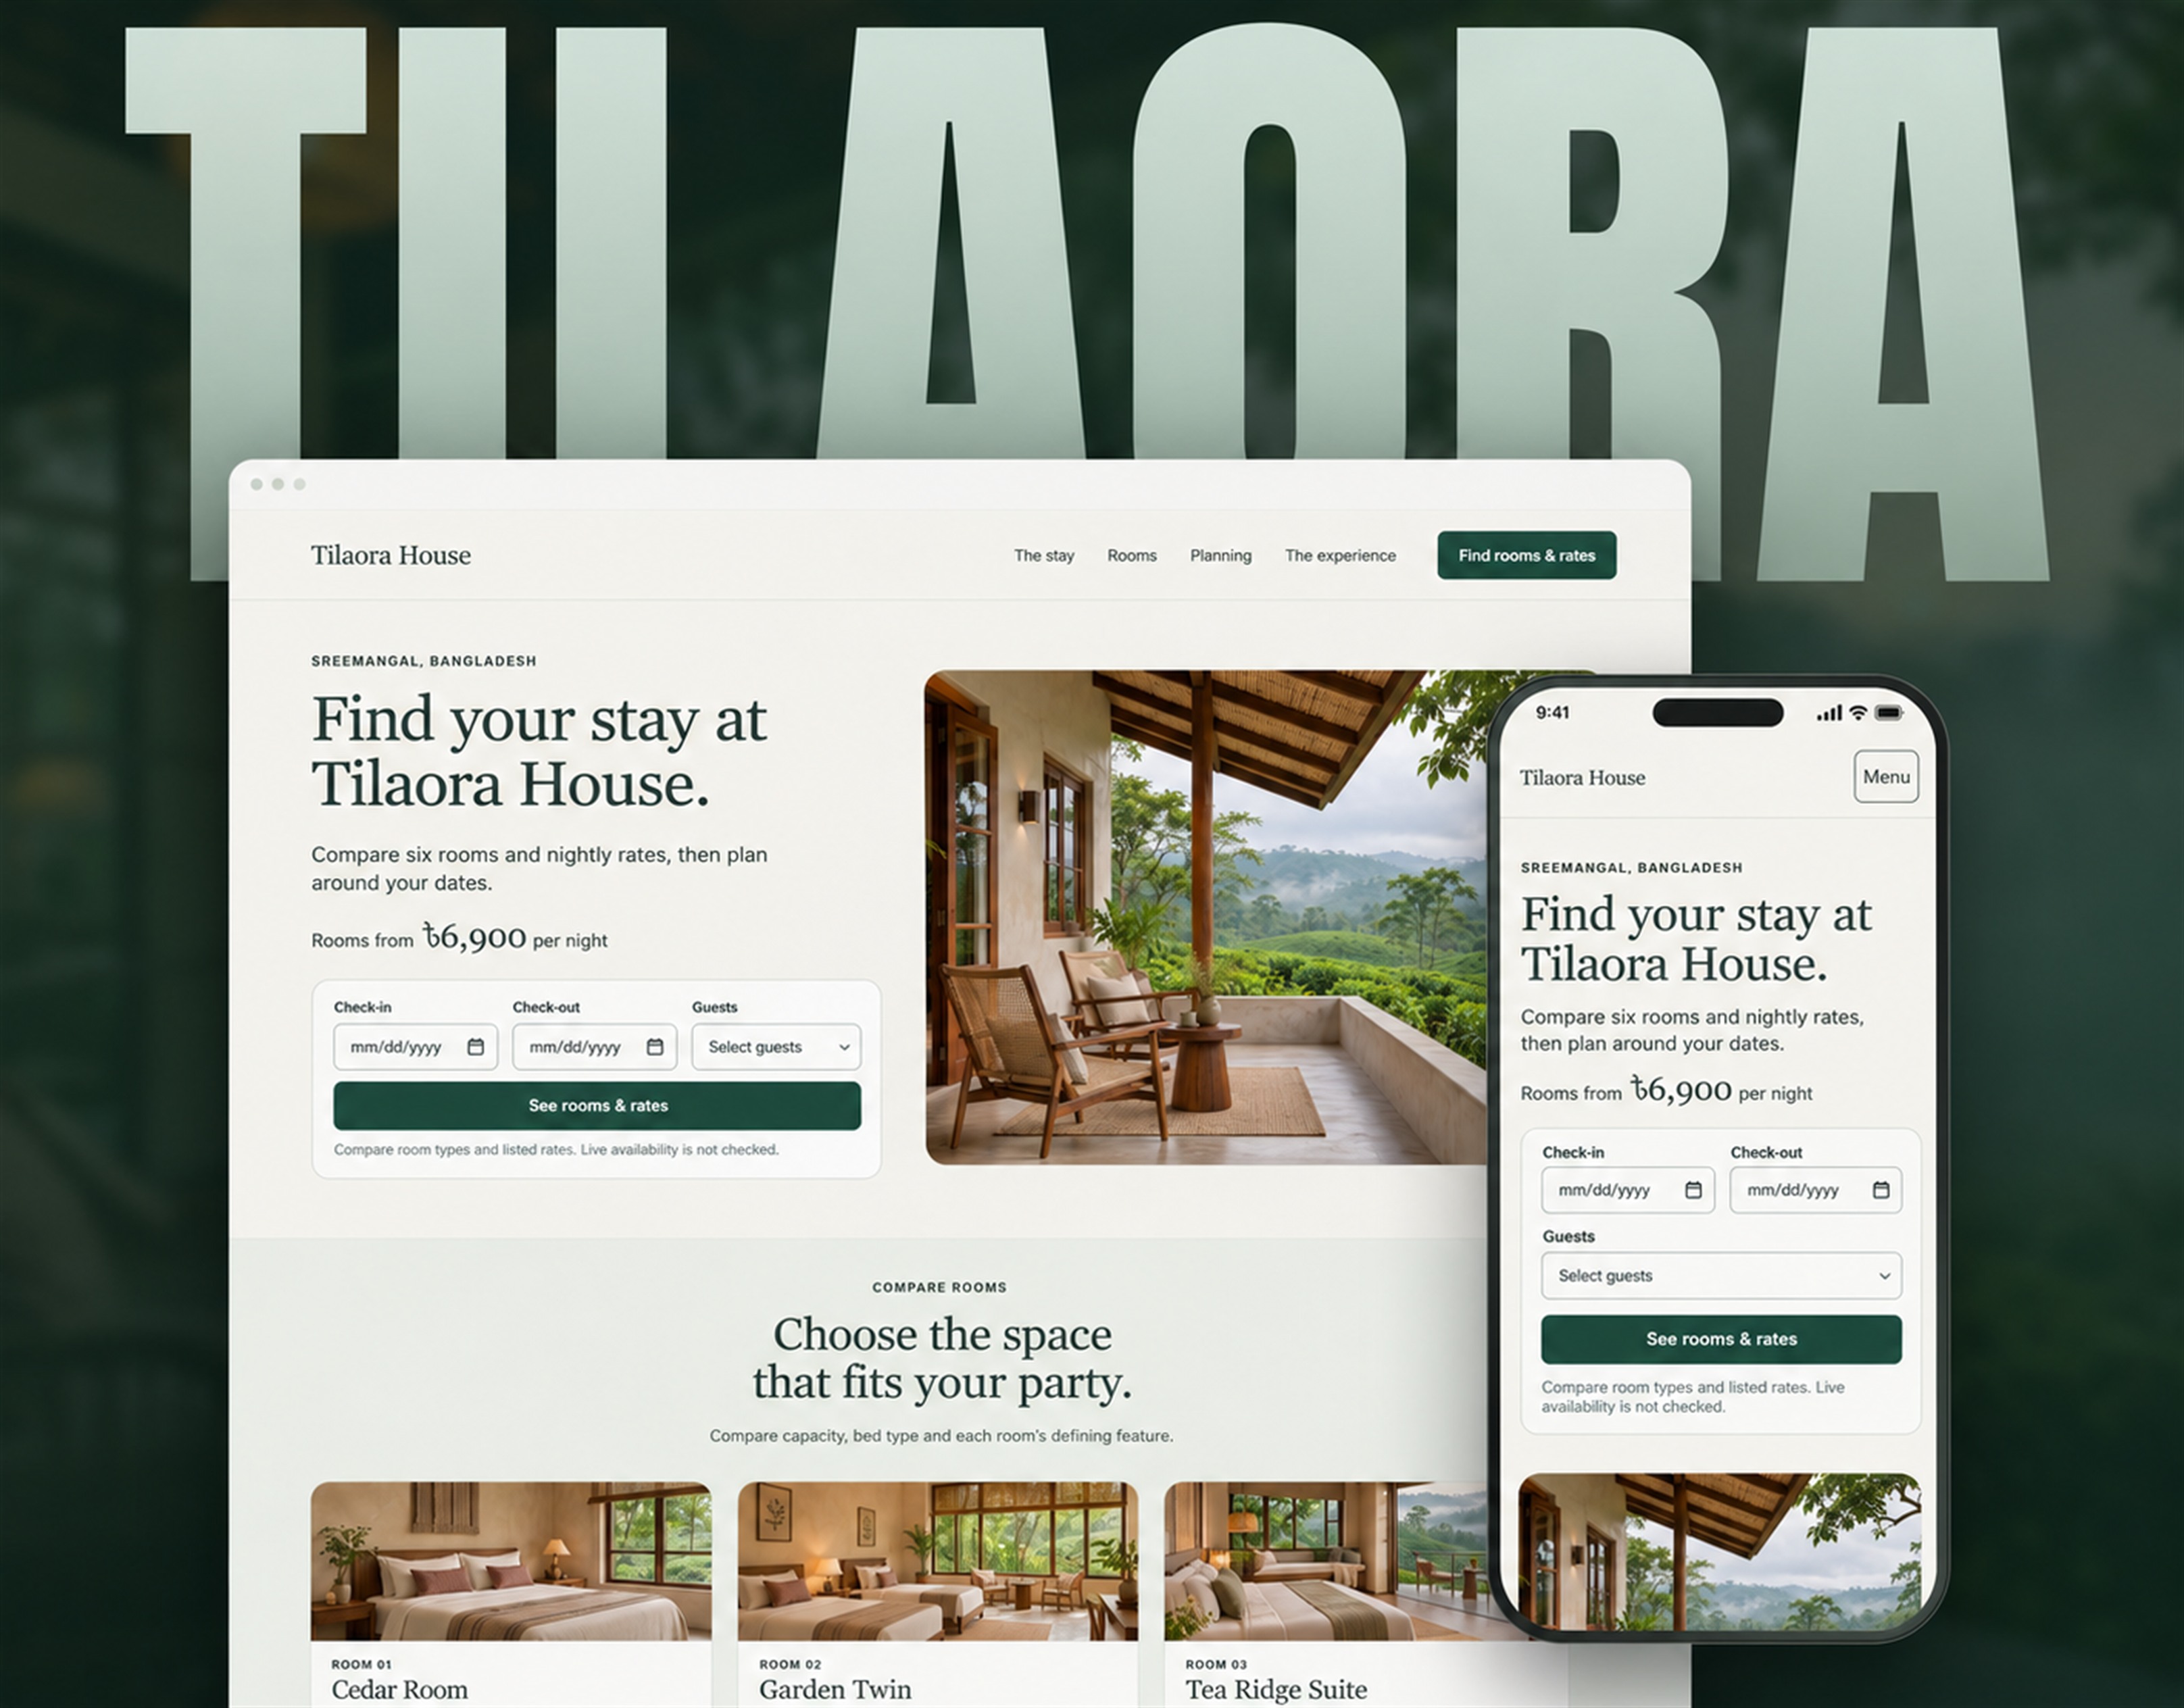 TILAORA
Tilaora House
The stay
Rooms
Planning
The experience
Find rooms & rates
SREEMANGAL, BANGLADESH
Find your stay at
Tilaora House.
Compare six rooms and nightly rates, then plan
around your dates.
Rooms from ৳6,900 per night
Check-in
Check-out
Guests
mm/dd/yyyy
mm/dd/yyyy
Select guests
See rooms & rates
Compare room types and listed rates. Live availability is not checked.
COMPARE ROOMS
Choose the space
that fits your party.
Compare capacity, bed type and each room's defining feature.
ROOM 01
Cedar Room
ROOM 02
Garden Twin
ROOM 03
Tea Ridge Suite
9:41
Tilaora House
Menu
SREEMANGAL, BANGLADESH
Find your stay at
Tilaora House.
Compare six rooms and nightly rates,
then plan around your dates.
Rooms from ৳6,900 per night
Check-in
Check-out
mm/dd/yyyy
mm/dd/yyyy
Guests
Select guests
See rooms & rates
Compare room types and listed rates. Live
availability is not checked.